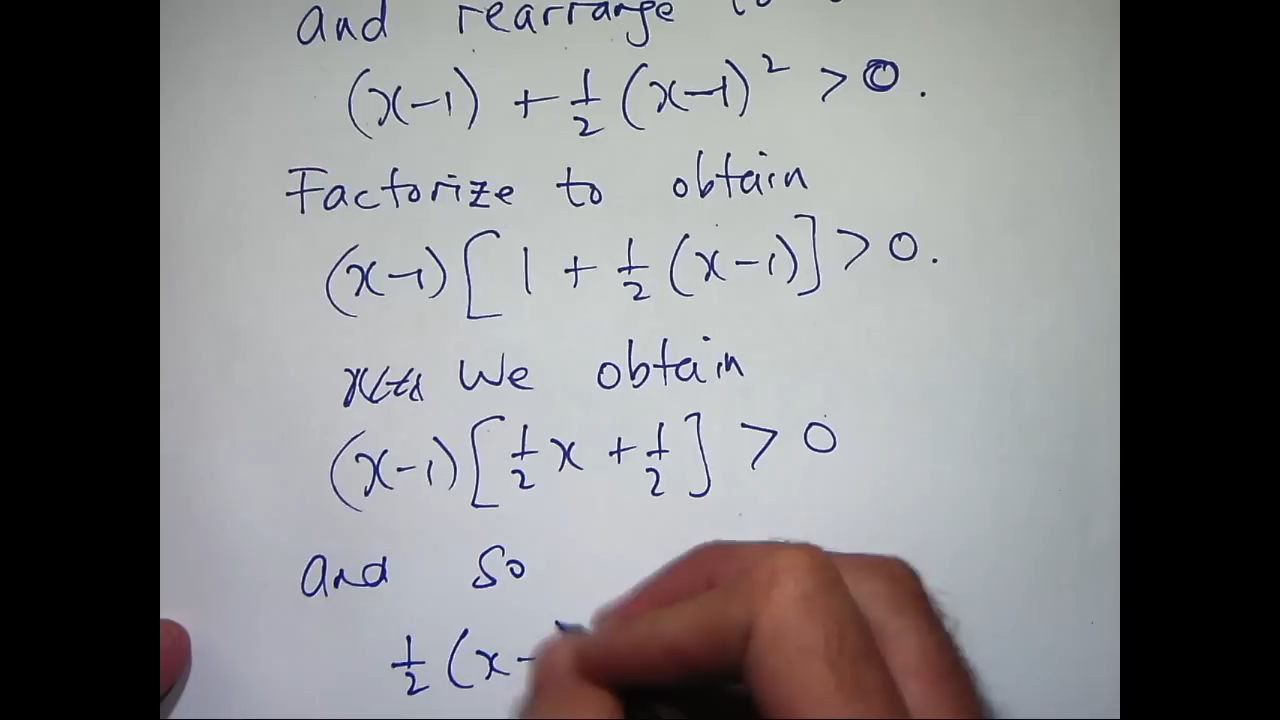 and rearrange
(x-1) + 1/2 (x-1)² > 0.
Factorize to obtain
(x-1) [ 1 + 1/2 (x-1) ] > 0.
We obtain
(x-1) [ 1/2 x + 1/2 ] > 0
and so
1/2 (x-